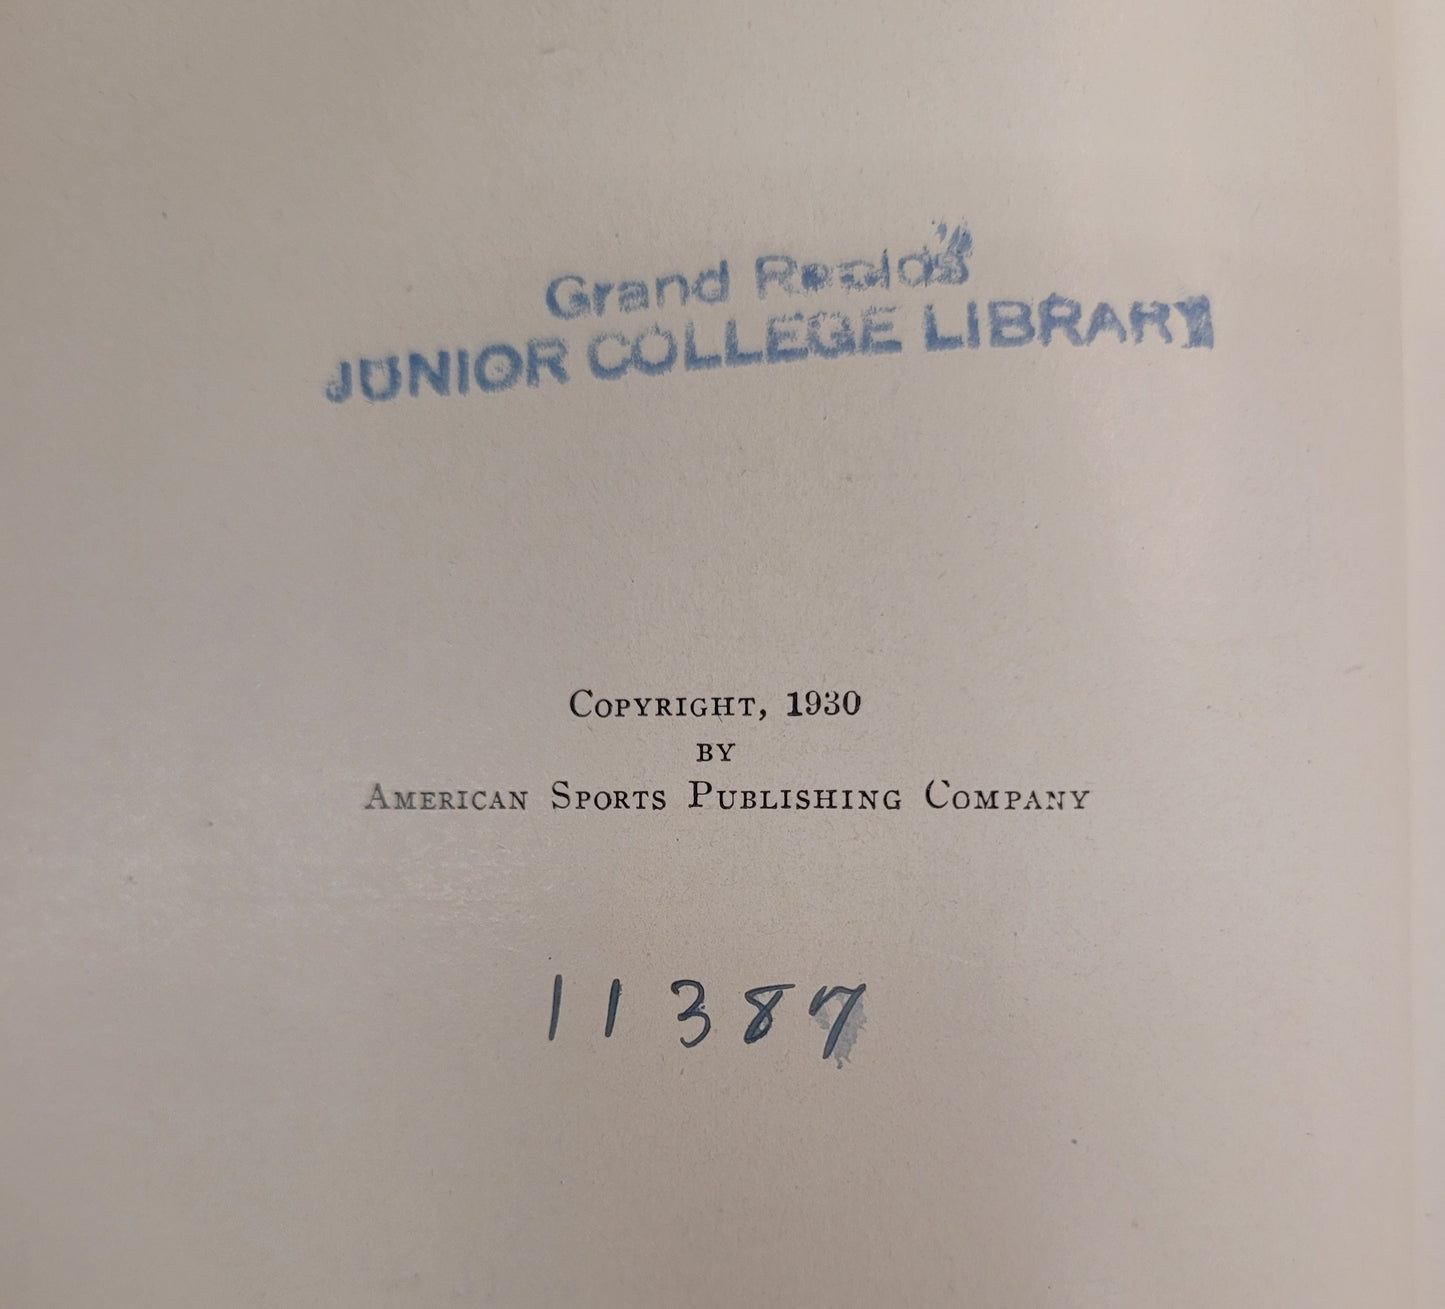 Grand Rapids
JUNIOR COLLEGE LIBRARY
COPYRIGHT, 1930
BY
AMERICAN SPORTS PUBLISHING COMPANY
11387